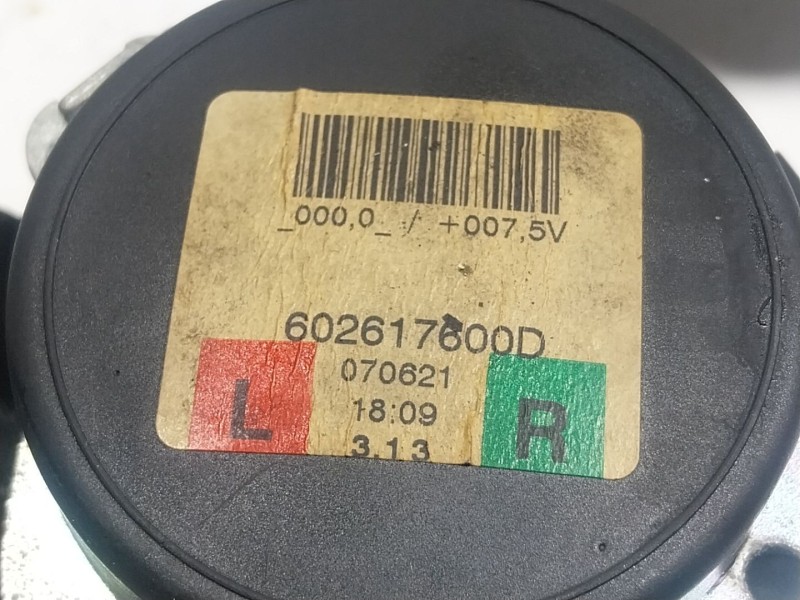 _000,0_ / +007,5V
602617600D
070621
L
18:09
R
3.13